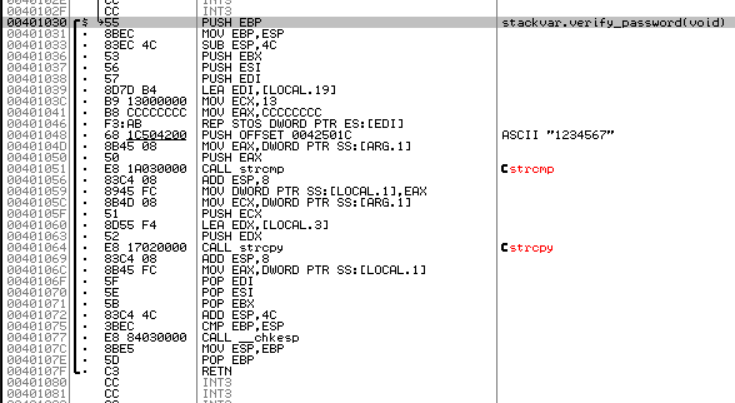 0040102E CC INT3
0040102F CC INT3
00401030 $ 55 PUSH EBP stackvar.verify_password(void)
00401031 . 8BEC MOV EBP,ESP
00401033 . 83EC 4C SUB ESP,4C
00401036 . 53 PUSH EBX
00401037 . 56 PUSH ESI
00401038 . 57 PUSH EDI
00401039 . 8D7D B4 LEA EDI,[LOCAL.19]
0040103C . B9 13000000 MOV ECX,13
00401041 . B8 CCCCCCCC MOV EAX,CCCCCCCC
00401046 . F3:AB REP STOS DWORD PTR ES:[EDI]
00401048 . 68 1C504200 PUSH OFFSET 0042501C ASCII "1234567"
0040104D . 8B45 08 MOV EAX,DWORD PTR SS:[ARG.1]
00401050 . 50 PUSH EAX
00401051 . E8 1A030000 CALL strcmp strcmp
00401056 . 83C4 08 ADD ESP,8
00401059 . 8945 FC MOV DWORD PTR SS:[LOCAL.1],EAX
0040105C . 8B4D 08 MOV ECX,DWORD PTR SS:[ARG.1]
0040105F . 51 PUSH ECX
00401060 . 8D55 F4 LEA EDX,[LOCAL.3]
00401063 . 52 PUSH EDX
00401064 . E8 17020000 CALL strcpy strcpy
00401069 . 83C4 08 ADD ESP,8
0040106C . 8B45 FC MOV EAX,DWORD PTR SS:[LOCAL.1]
0040106F . 5F POP EDI
00401070 . 5E POP ESI
00401071 . 5B POP EBX
00401072 . 83C4 4C ADD ESP,4C
00401075 . 3BEC CMP EBP,ESP
00401077 . E8 84030000 CALL __chkesp
0040107C . 8BE5 MOV ESP,EBP
0040107E . 5D POP EBP
0040107F . C3 RETN
00401080 CC INT3
00401081 CC INT3